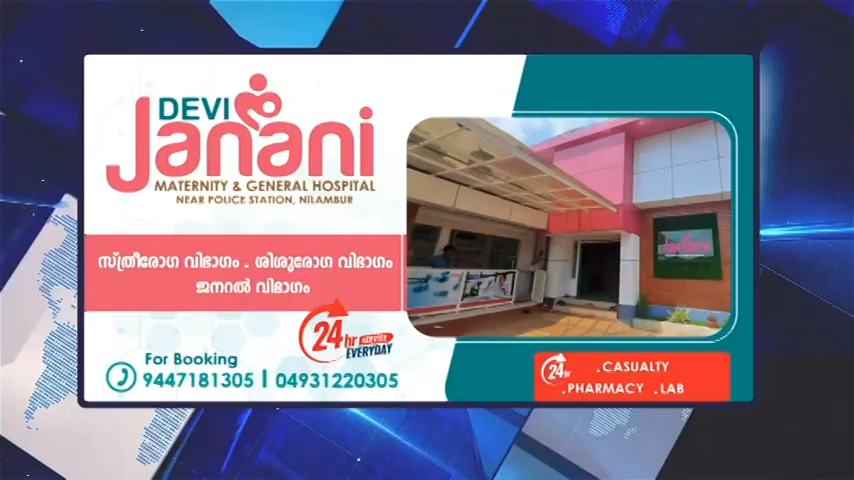 DEVI
Janani
MATERNITY & GENERAL HOSPITAL
NEAR POLICE STATION, NILAMBUR
സ്ത്രീരോഗ വിഭാഗം . ശിശുരോഗ വിഭാഗം
ജനറൽ വിഭാഗം
24hr SERVICE
EVERYDAY
For Booking
9447181305 | 04931220305
Janani
24hr
.CASUALTY
.PHARMACY .LAB